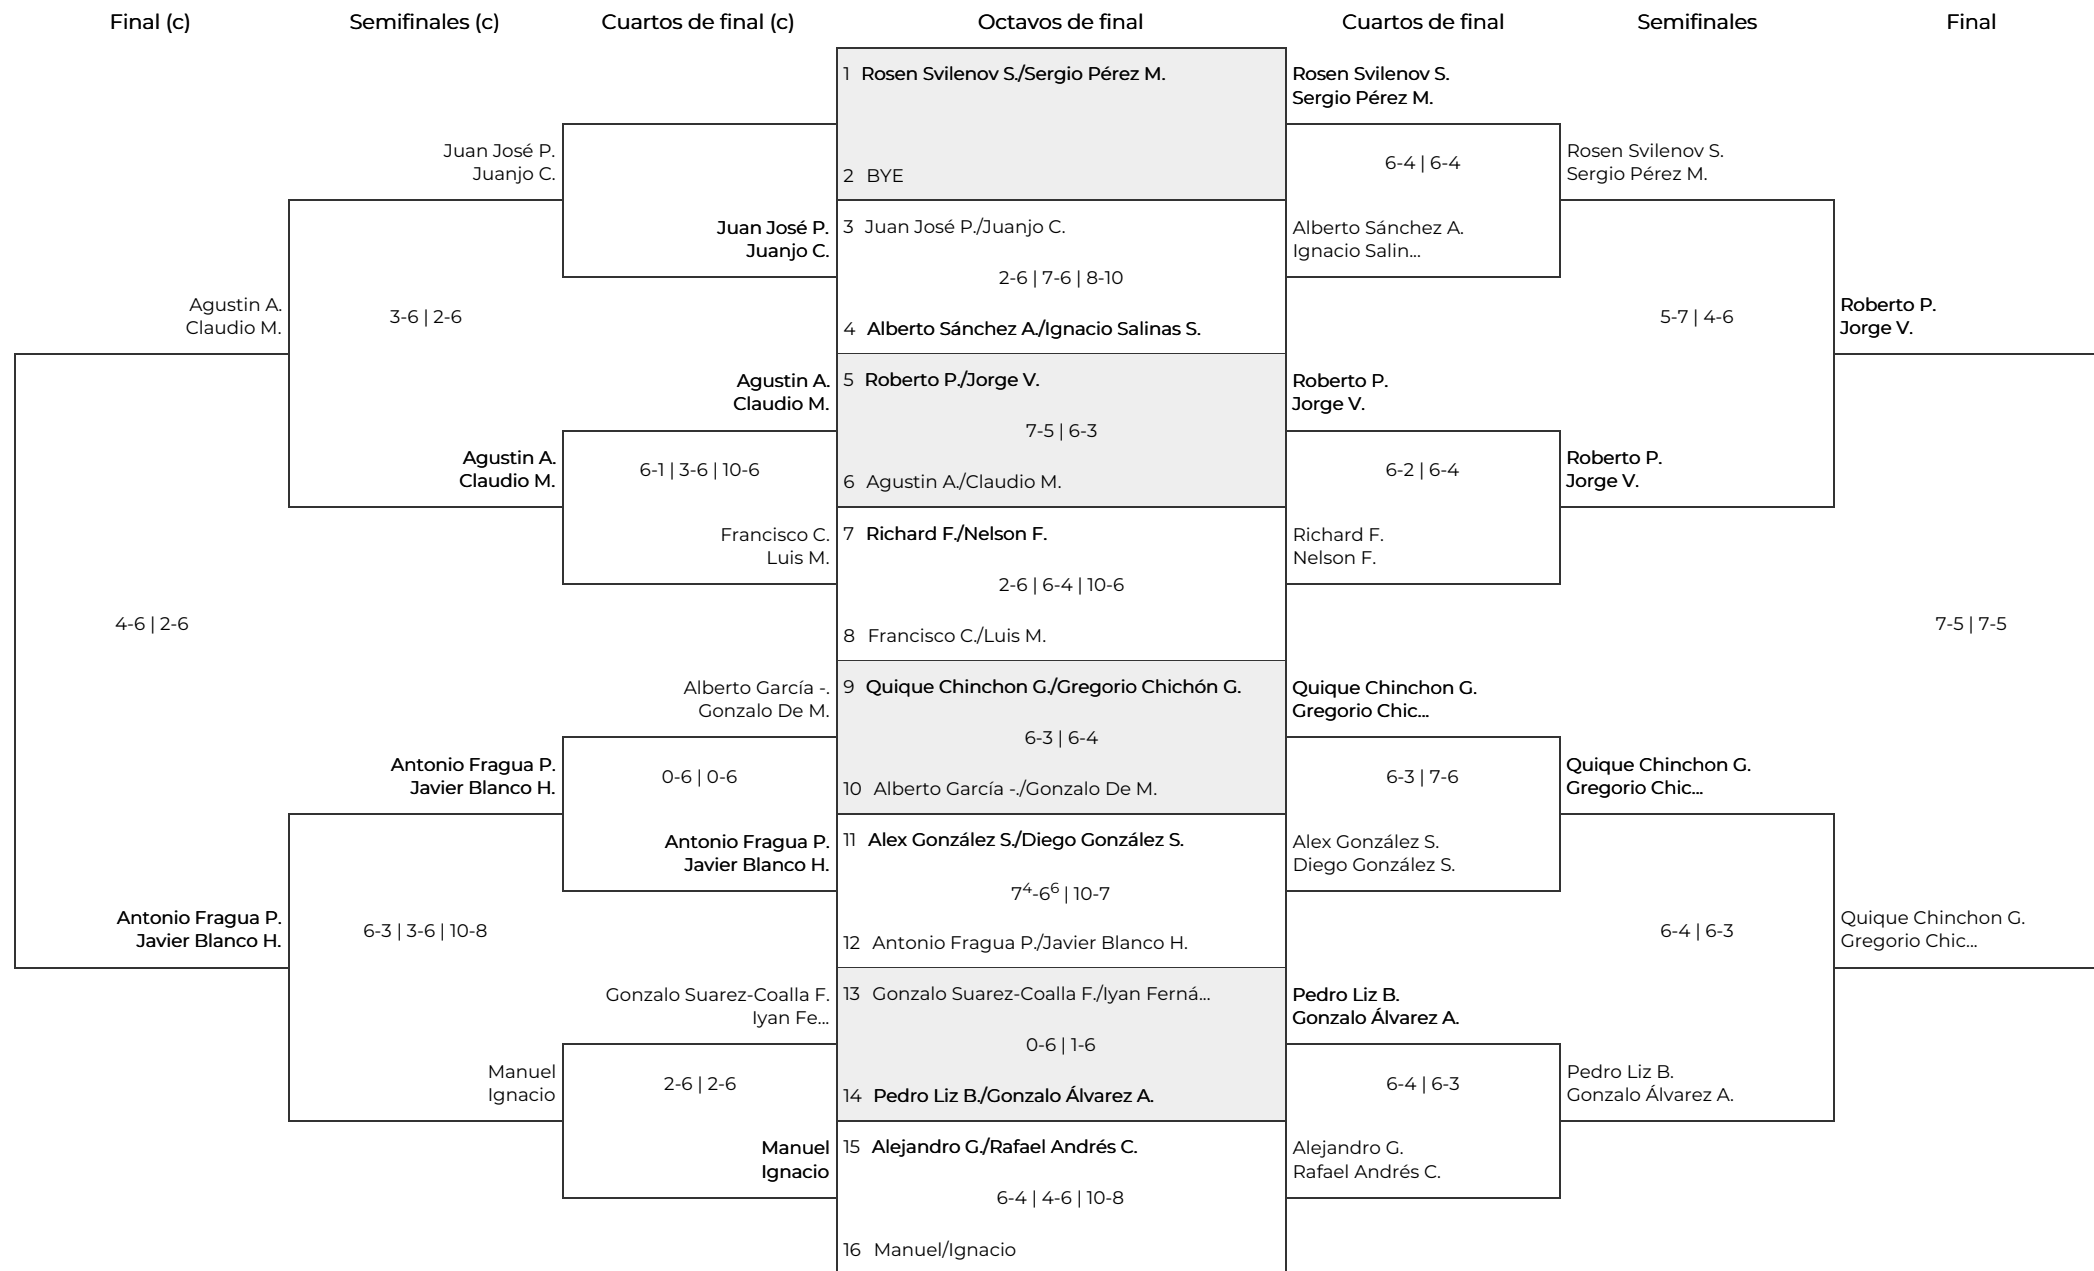 Final (c)
Semifinales (c)
Cuartos de final (c)
Octavos de final
Cuartos de final
Semifinales
Final
Agustin A.
Claudio M.
4-6 | 2-6
Antonio Fragua P.
Javier Blanco H.
Juan José P.
Juanjo C.
3-6 | 2-6
Agustin A.
Claudio M.
Antonio Fragua P.
Javier Blanco H.
6-3 | 3-6 | 10-8
Manuel
Ignacio
Juan José P.
Juanjo C.
Agustin A.
Claudio M.
6-1 | 3-6 | 10-6
Francisco C.
Luis M.
Alberto García -.
Gonzalo De M.
0-6 | 0-6
Antonio Fragua P.
Javier Blanco H.
Gonzalo Suarez-Coalla F.
Iyan Fe...
2-6 | 2-6
Manuel
Ignacio
1 Rosen Svilenov S./Sergio Pérez M.
2 BYE
3 Juan José P./Juanjo C.
2-6 | 7-6 | 8-10
4 Alberto Sánchez A./Ignacio Salinas S.
5 Roberto P./Jorge V.
7-5 | 6-3
6 Agustin A./Claudio M.
7 Richard F./Nelson F.
2-6 | 6-4 | 10-6
8 Francisco C./Luis M.
9 Quique Chinchon G./Gregorio Chichón G.
6-3 | 6-4
10 Alberto García -./Gonzalo De M.
11 Alex González S./Diego González S.
7⁴-6⁶ | 10-7
12 Antonio Fragua P./Javier Blanco H.
13 Gonzalo Suarez-Coalla F./Iyan Ferná...
0-6 | 1-6
14 Pedro Liz B./Gonzalo Álvarez A.
15 Alejandro G./Rafael Andrés C.
6-4 | 4-6 | 10-8
16 Manuel/Ignacio
Rosen Svilenov S.
Sergio Pérez M.
6-4 | 6-4
Alberto Sánchez A.
Ignacio Salin...
Roberto P.
Jorge V.
6-2 | 6-4
Richard F.
Nelson F.
Quique Chinchon G.
Gregorio Chic...
6-3 | 7-6
Alex González S.
Diego González S.
Pedro Liz B.
Gonzalo Álvarez A.
6-4 | 6-3
Alejandro G.
Rafael Andrés C.
Rosen Svilenov S.
Sergio Pérez M.
5-7 | 4-6
Roberto P.
Jorge V.
Quique Chinchon G.
Gregorio Chic...
6-4 | 6-3
Pedro Liz B.
Gonzalo Álvarez A.
Roberto P.
Jorge V.
7-5 | 7-5
Quique Chinchon G.
Gregorio Chic...